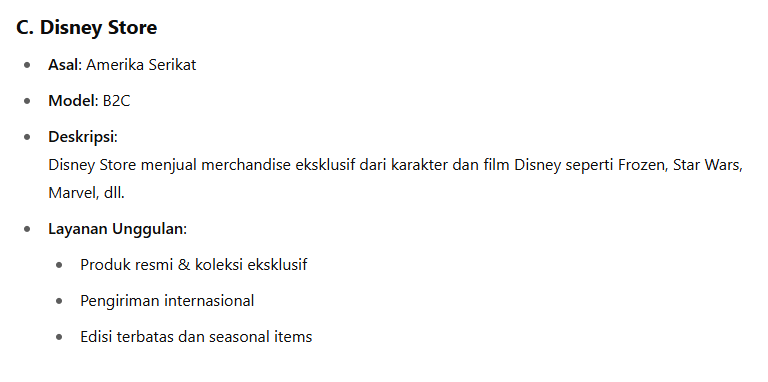 C. Disney Store
Asal: Amerika Serikat
Model: B2C
Deskripsi:
Disney Store menjual merchandise eksklusif dari karakter dan film Disney seperti Frozen, Star Wars,
Marvel, dll.
Layanan Unggulan:
Produk resmi & koleksi eksklusif
Pengiriman internasional
Edisi terbatas dan seasonal items